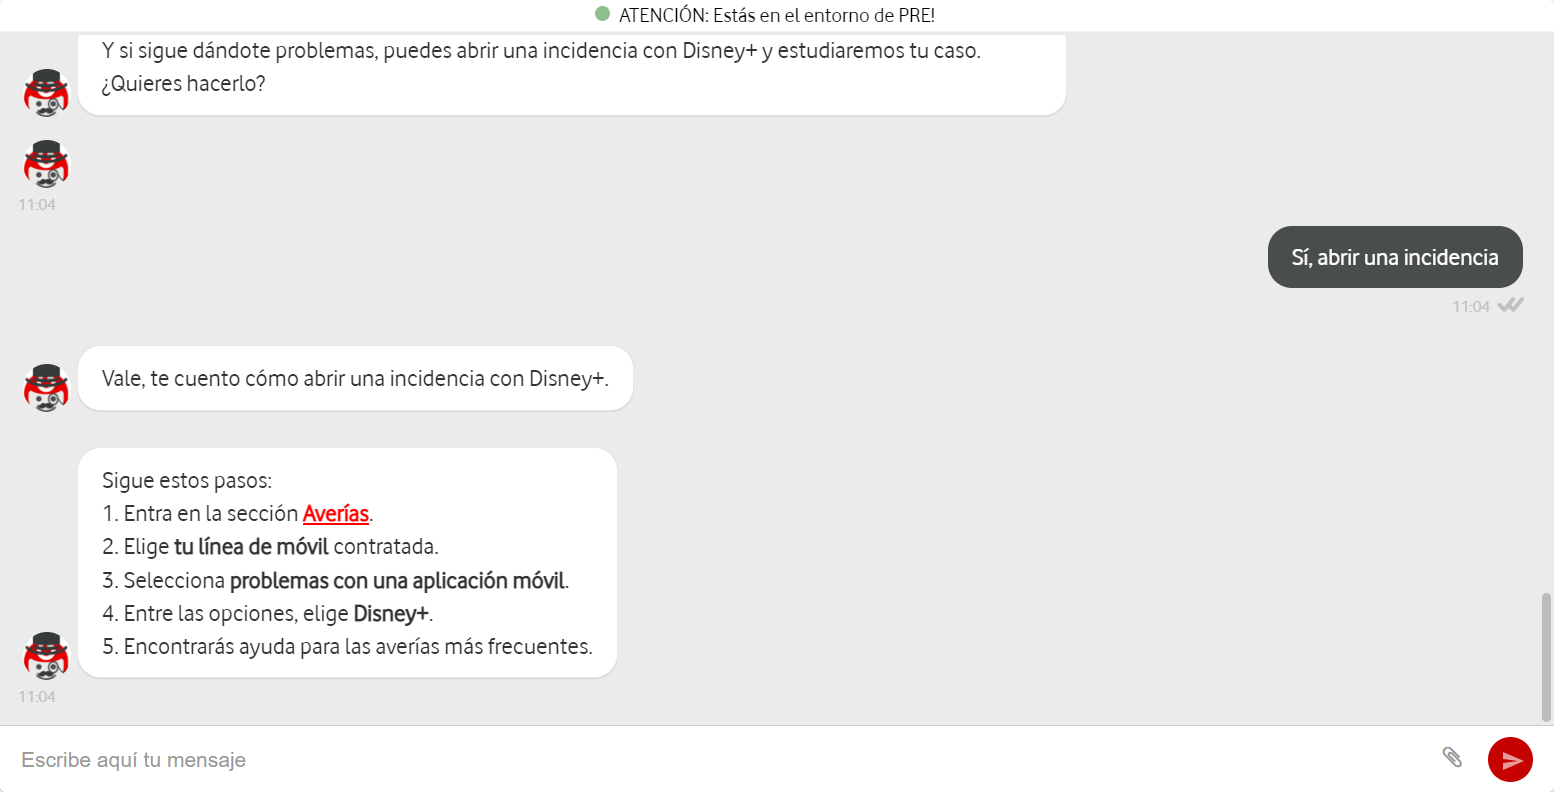 ATENCIÓN: Estás en el entorno de PRE!
Y si sigue dándote problemas, puedes abrir una incidencia con Disney+ y estudiaremos tu caso.
¿Quieres hacerlo?
11:04
Sí, abrir una incidencia
11:04
Vale, te cuento cómo abrir una incidencia con Disney+.
Sigue estos pasos:
1. Entra en la sección Averías.
2. Elige tu línea de móvil contratada.
3. Selecciona problemas con una aplicación móvil.
4. Entre las opciones, elige Disney+.
5. Encontrarás ayuda para las averías más frecuentes.
11:04
Escribe aquí tu mensaje